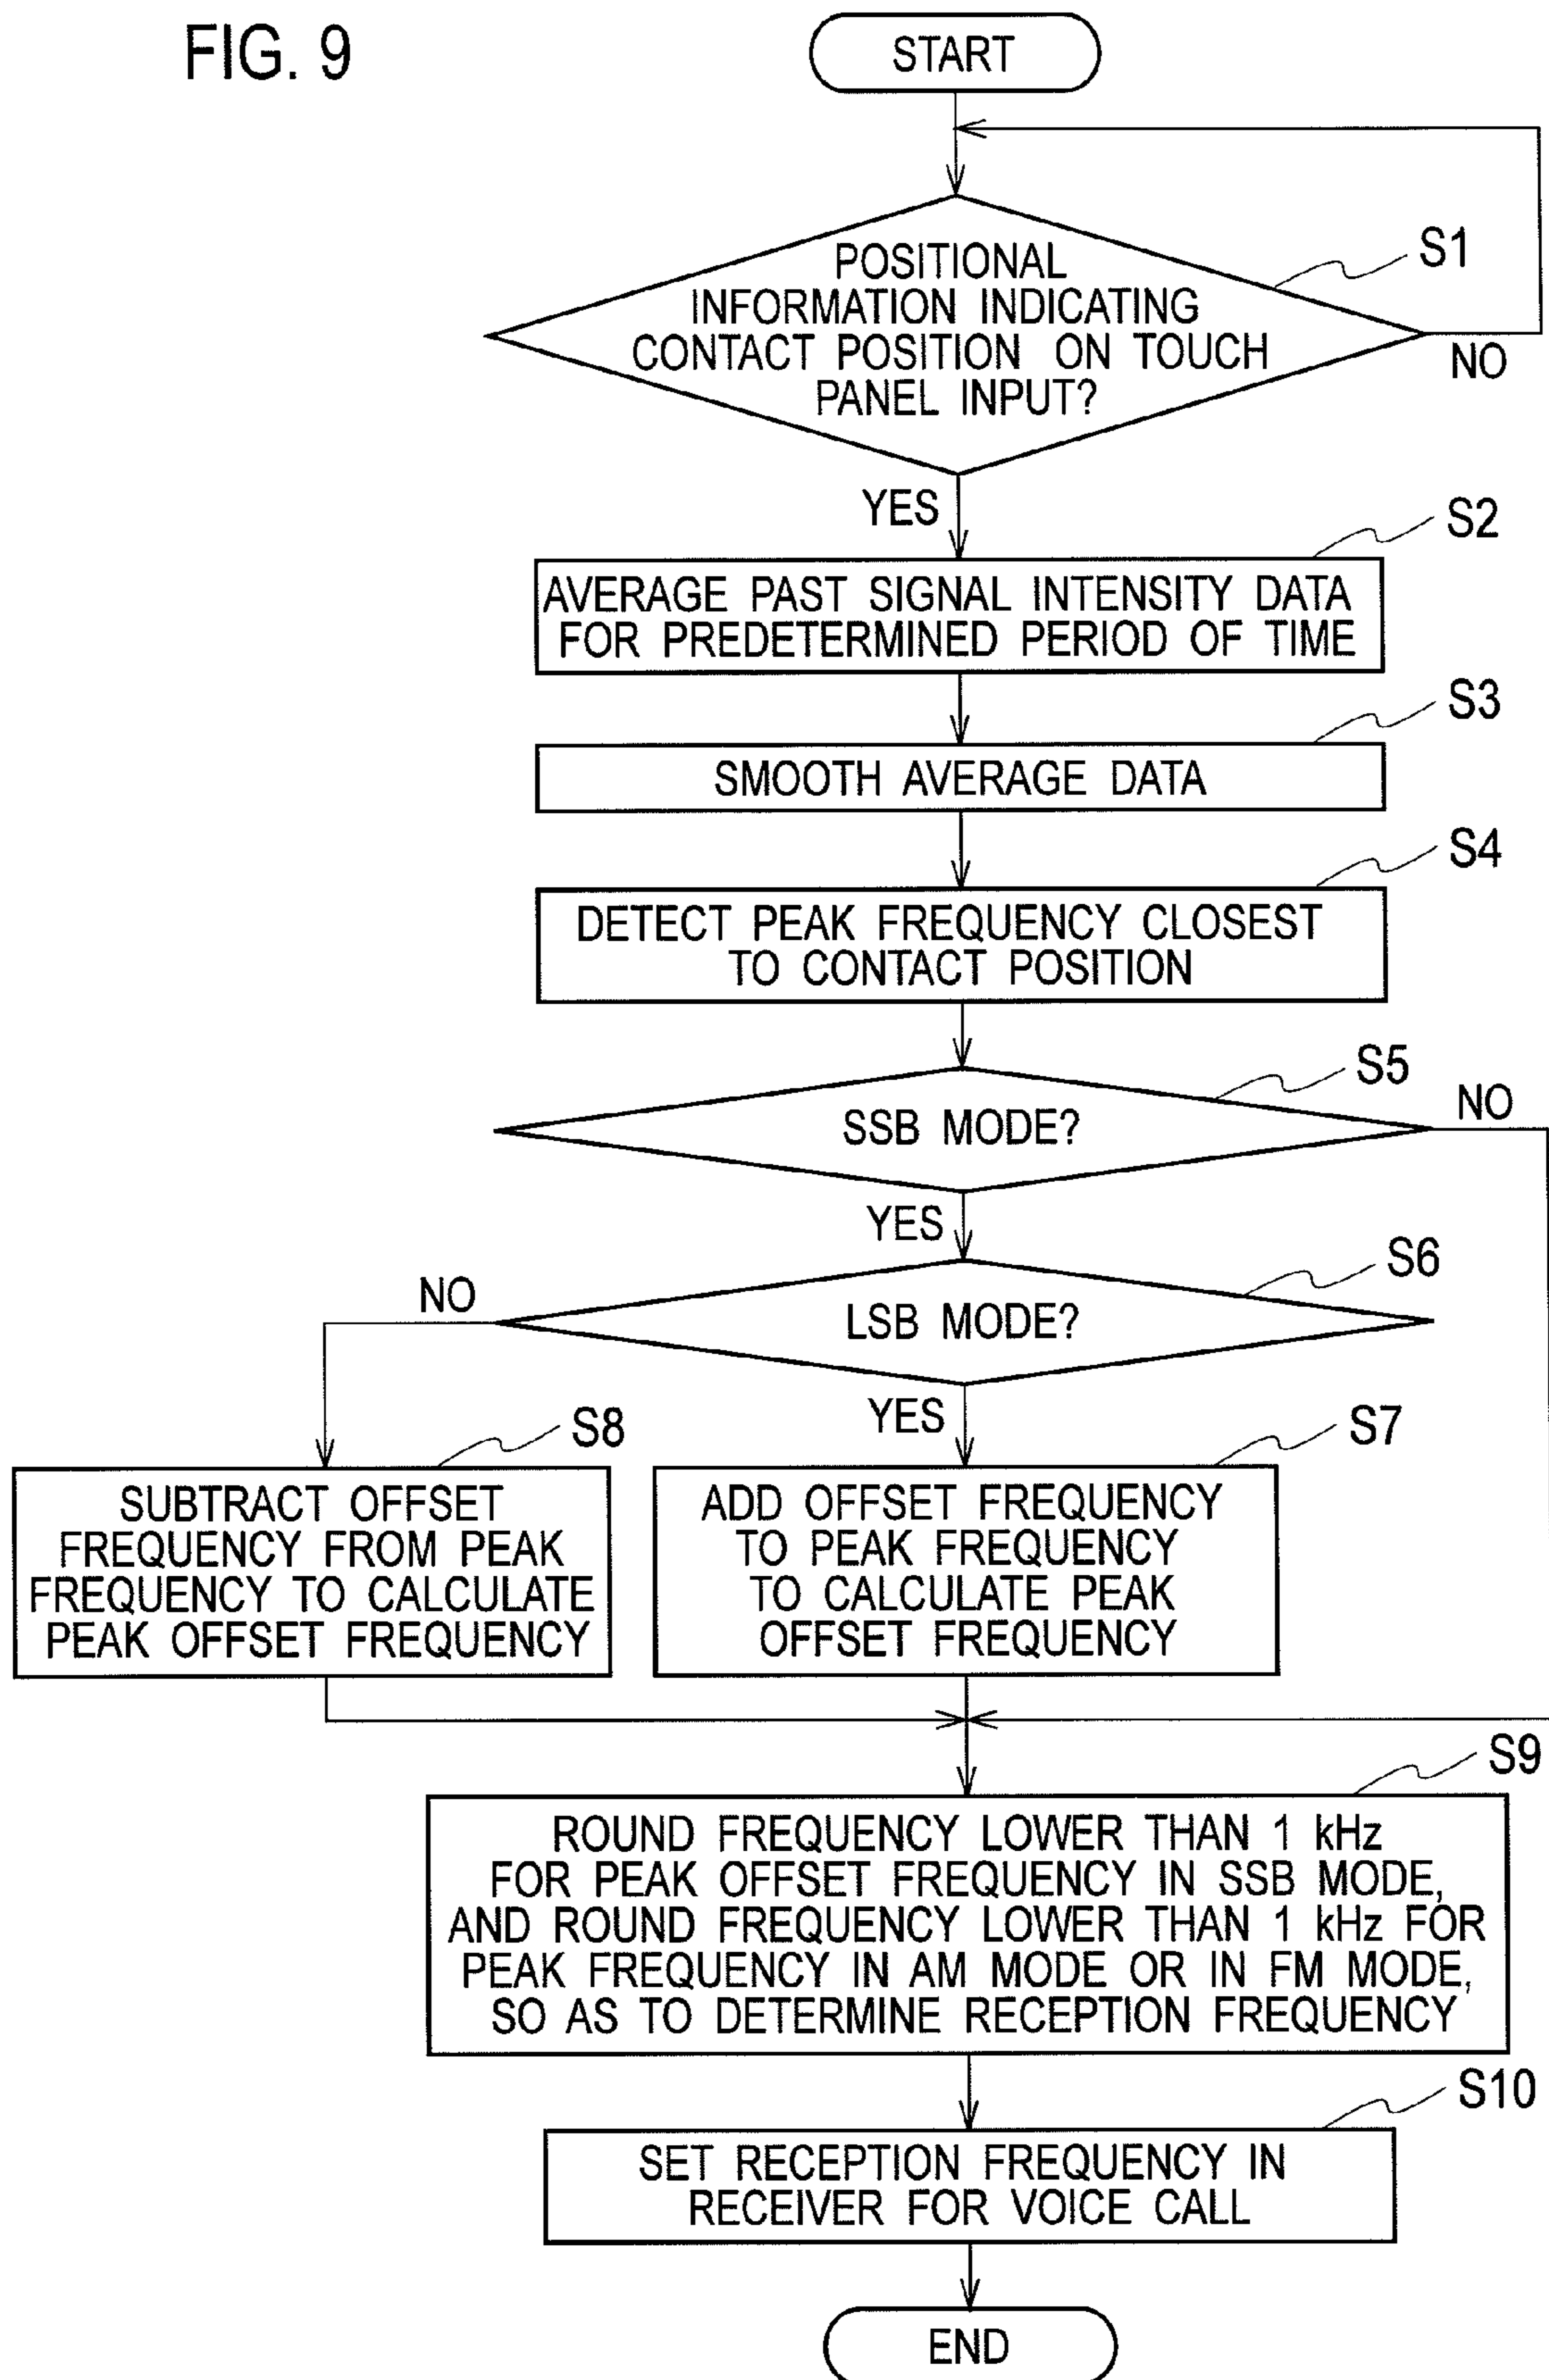 FIG. 9
START
POSITIONAL
INFORMATION INDICATING
CONTACT POSITION ON TOUCH
PANEL INPUT?
S1
NO
YES
S2
AVERAGE PAST SIGNAL INTENSITY DATA
FOR PREDETERMINED PERIOD OF TIME
S3
SMOOTH AVERAGE DATA
S4
DETECT PEAK FREQUENCY CLOSEST
TO CONTACT POSITION
S5
SSB MODE?
NO
YES
S6
LSB MODE?
NO
YES
S8
SUBTRACT OFFSET
FREQUENCY FROM PEAK
FREQUENCY TO CALCULATE
PEAK OFFSET FREQUENCY
S7
ADD OFFSET FREQUENCY
TO PEAK FREQUENCY
TO CALCULATE PEAK
OFFSET FREQUENCY
S9
ROUND FREQUENCY LOWER THAN 1 kHz
FOR PEAK OFFSET FREQUENCY IN SSB MODE,
AND ROUND FREQUENCY LOWER THAN 1 kHz FOR
PEAK FREQUENCY IN AM MODE OR IN FM MODE,
SO AS TO DETERMINE RECEPTION FREQUENCY
S10
SET RECEPTION FREQUENCY IN
RECEIVER FOR VOICE CALL
END